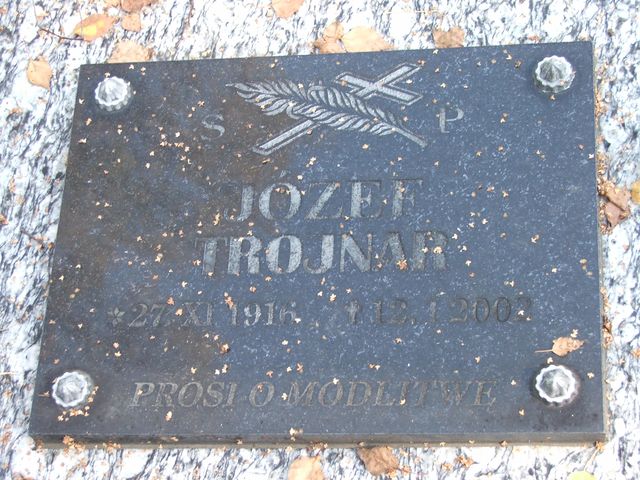 Ś P
JÓZEF
TROJNAR
* 27. XI 1916 † 12. I 2002
PROSI O MODLITWĘ